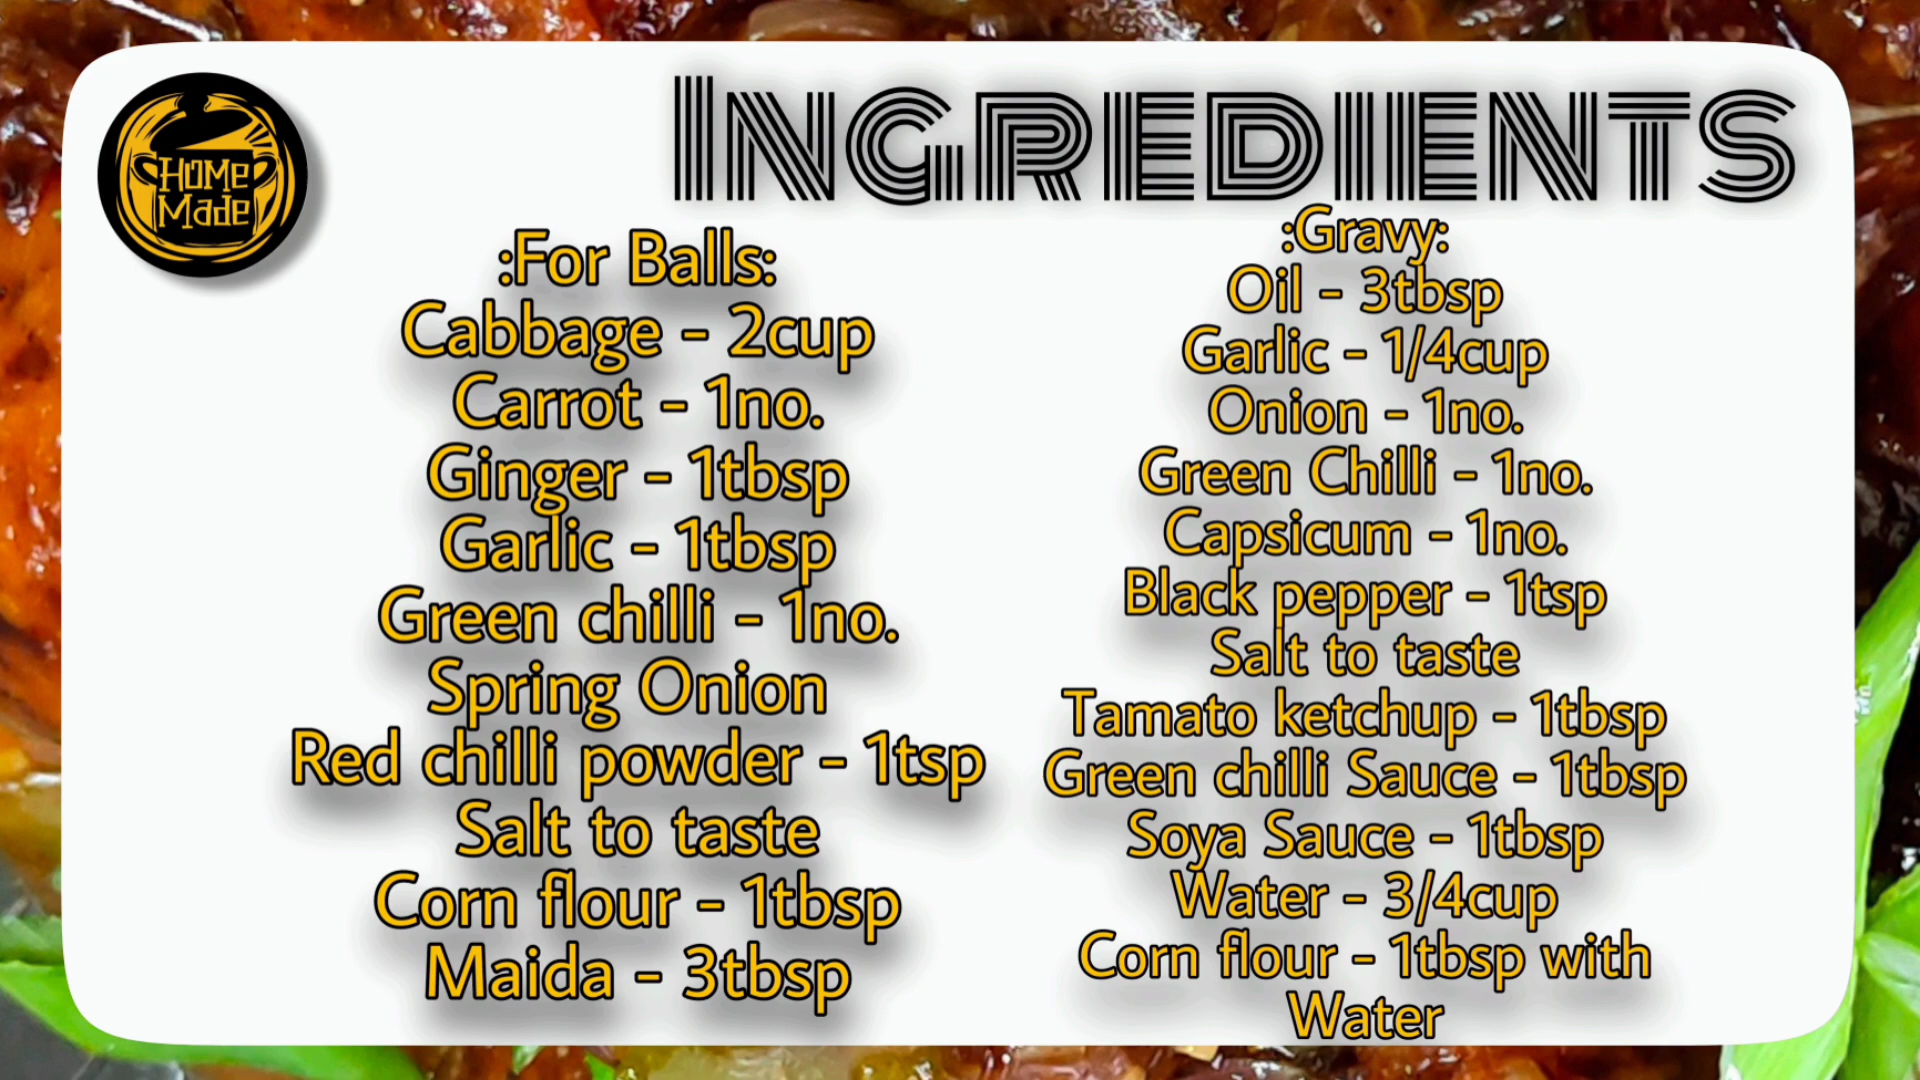 HOMe
MADe
INGREDIENTS
:For Balls:
Cabbage - 2cup
Carrot - 1no.
Ginger - 1tbsp
Garlic - 1tbsp
Green chilli - 1no.
Spring Onion
Red chilli powder - 1tsp
Salt to taste
Corn flour - 1tbsp
Maida - 3tbsp
:Gravy:
Oil - 3tbsp
Garlic - 1/4cup
Onion - 1no.
Green Chilli - 1no.
Capsicum - 1no.
Black pepper - 1tsp
Salt to taste
Tamato ketchup - 1tbsp
Green chilli Sauce - 1tbsp
Soya Sauce - 1tbsp
Water - 3/4cup
Corn flour - 1tbsp with
Water